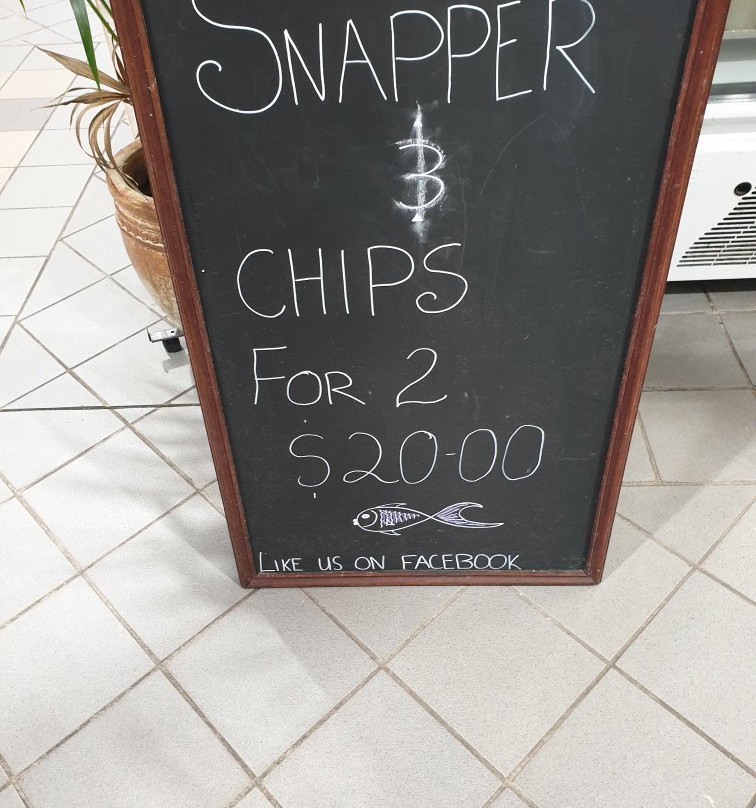 SNAPPER
&
CHIPS
FOR 2
$20-00
LIKE US ON FACEBOOK